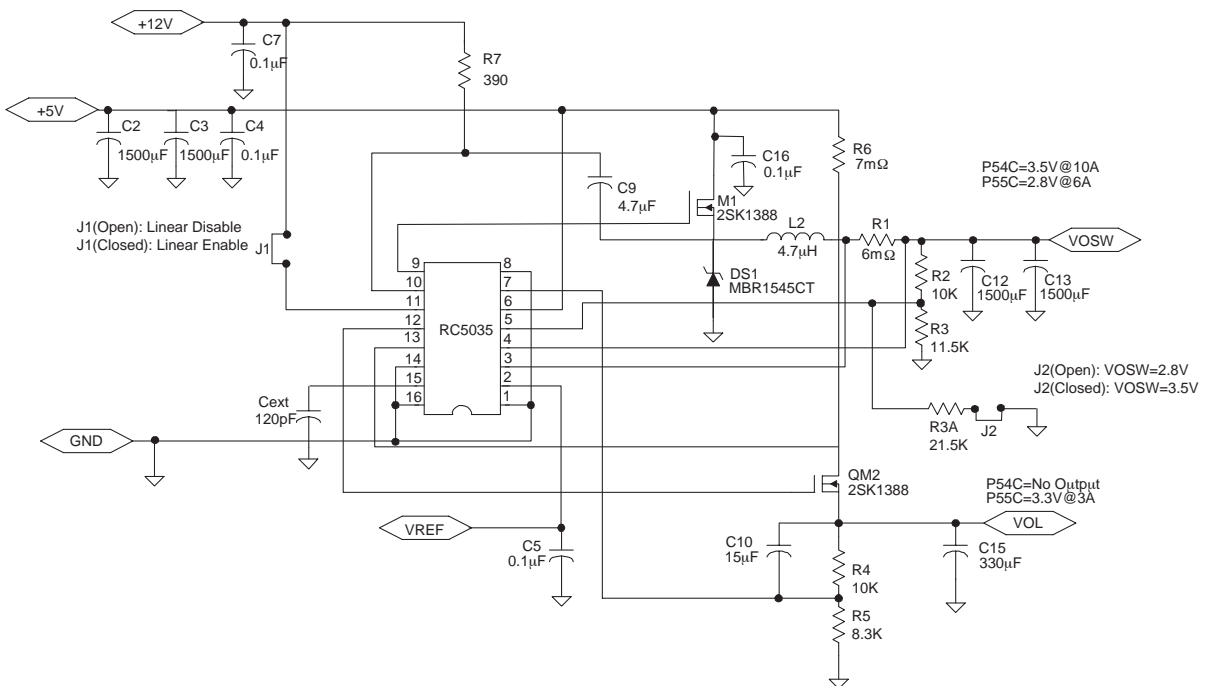 +12V
C7
0.1µF
R7
390
+5V
C2
1500µF
C3
1500µF
C4
0.1µF
C16
0.1µF
R6
7mΩ
P54C=3.5V@10A
P55C=2.8V@6A
C9
4.7µF
M1
2SK1388
J1(Open): Linear Disable
J1(Closed): Linear Enable
J1
L2
4.7µH
R1
6mΩ
VOSW
DS1
MBR1545CT
R2
10K
C12
1500µF
C13
1500µF
R3
11.5K
9
10
11
12
13
14
15
16
RC5035
8
7
6
5
4
3
2
1
J2(Open): VOSW=2.8V
J2(Closed): VOSW=3.5V
Cext
120pF
R3A
21.5K
J2
GND
QM2
2SK1388
P54C=No Output
P55C=3.3V@3A
VREF
VOL
C5
0.1µF
C10
15µF
R4
10K
C15
330µF
R5
8.3K